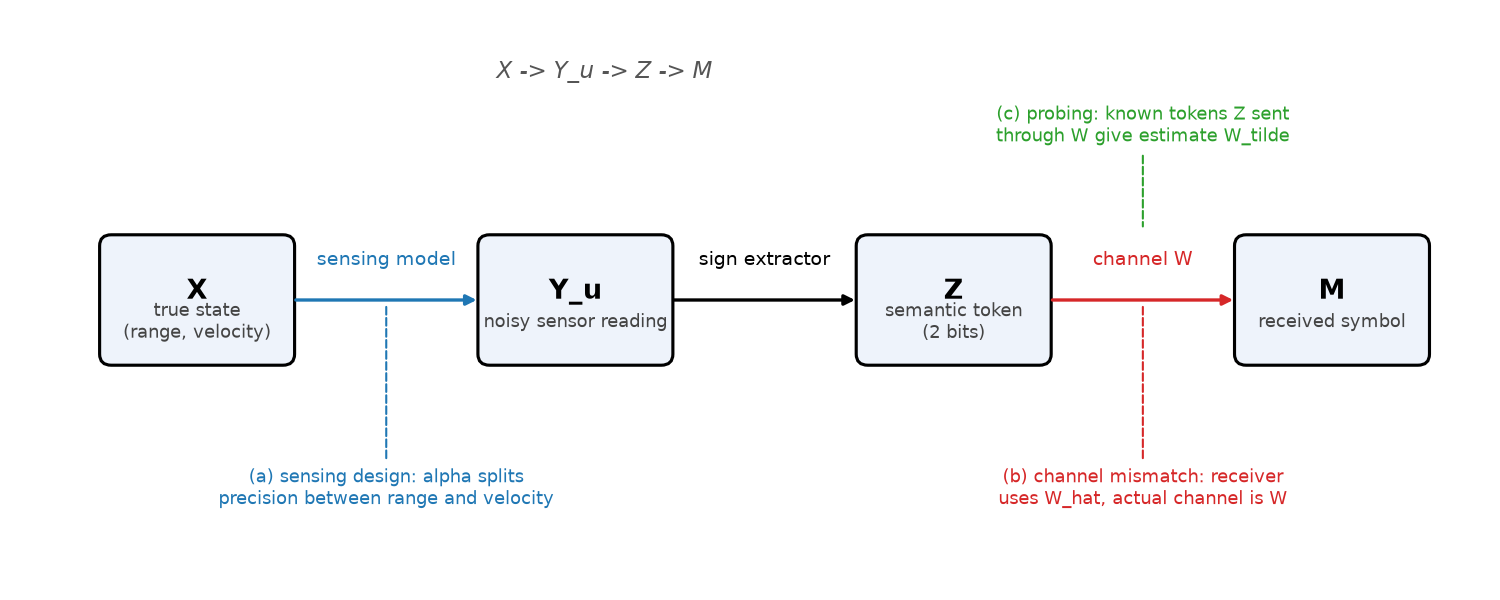 X -> Y_u -> Z -> M
(c) probing: known tokens Z sent
through W give estimate W_tilde
sensing model
sign extractor
channel W
X
true state
(range, velocity)
Y_u
noisy sensor reading
Z
semantic token
(2 bits)
M
received symbol
(a) sensing design: alpha splits
precision between range and velocity
(b) channel mismatch: receiver
uses W_hat, actual channel is W